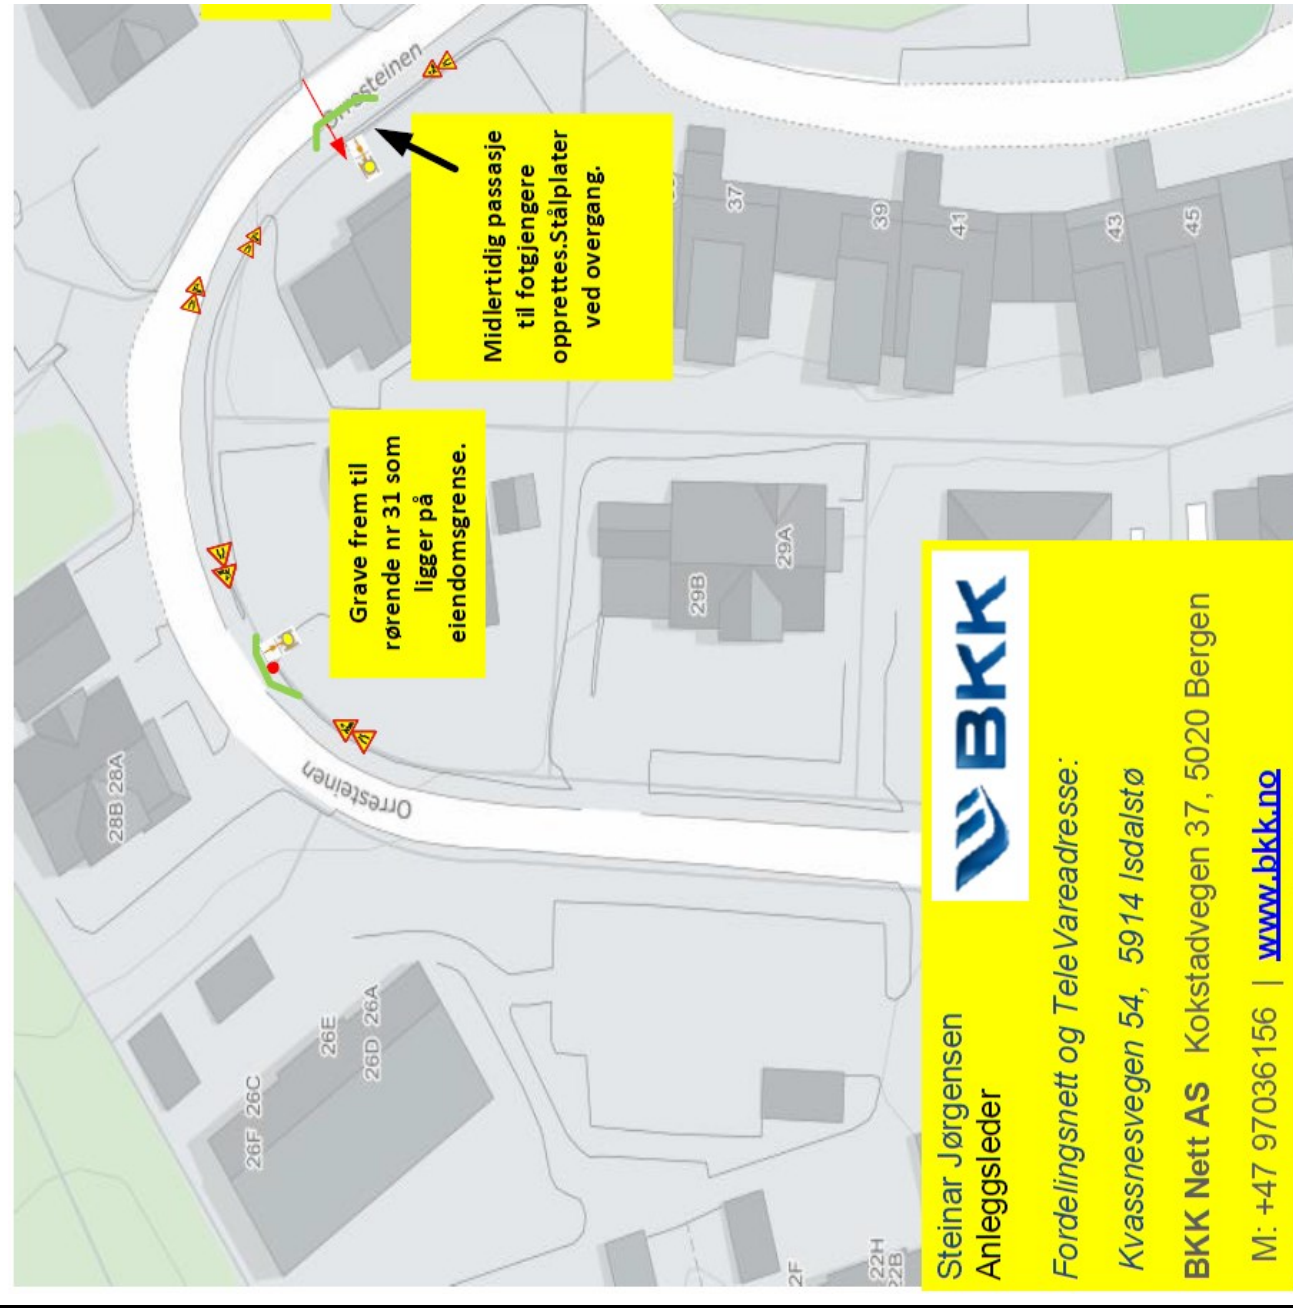 Orresteinen
Midlertidig passasje
til fotgjengere
opprettes.Stålplater
ved overgang.
37
39
41
43
45
Grave frem til
rørende nr 31 som
ligger på
eiendomsgrense.
29A
29B
28B 28A
Orresteinen
26E
26D 26A
26F 26C
22H
22B
BKK
Steinar Jørgensen
Anleggsleder
Fordelingsnett og TeleVareadresse:
Kvassnesvegen 54, 5914 Isdalstø
BKK Nett AS Kokstadvegen 37, 5020 Bergen
M: +47 97036156 | www.bkk.no